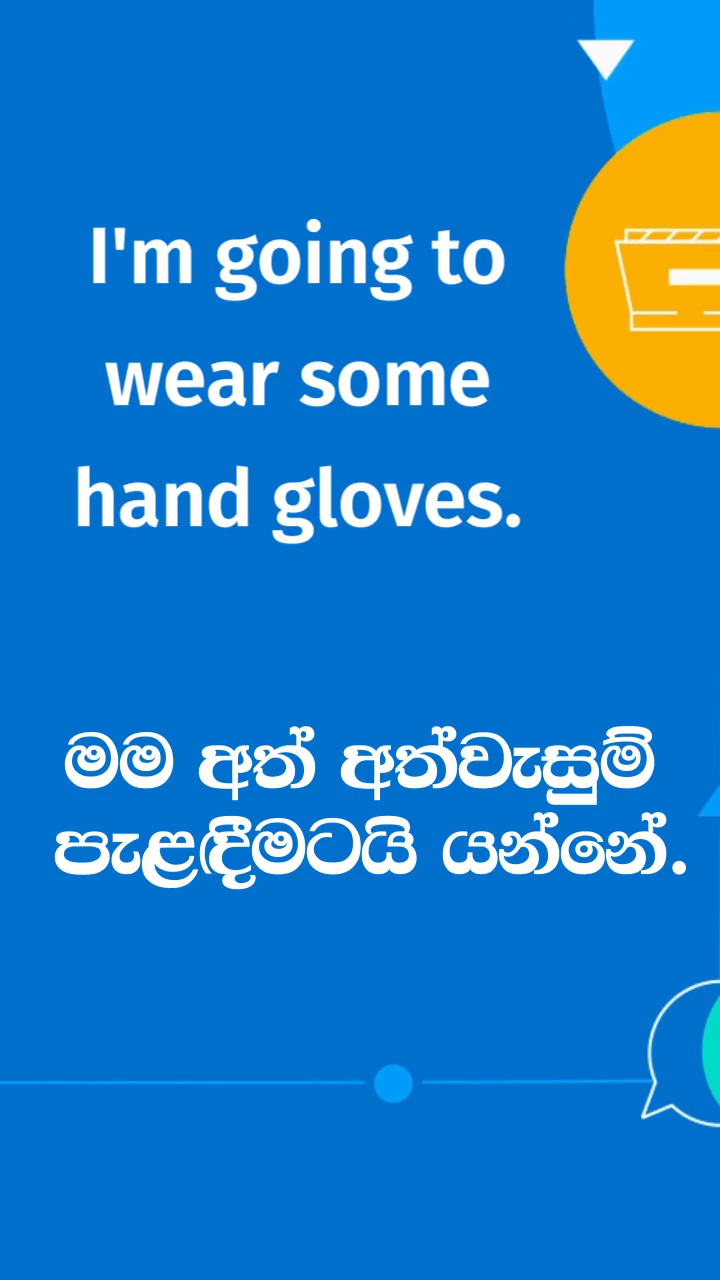 I'm going to
wear some
hand gloves.
මම අත් අත්වැසුම්
පැළඳීමටයි යන්නේ.